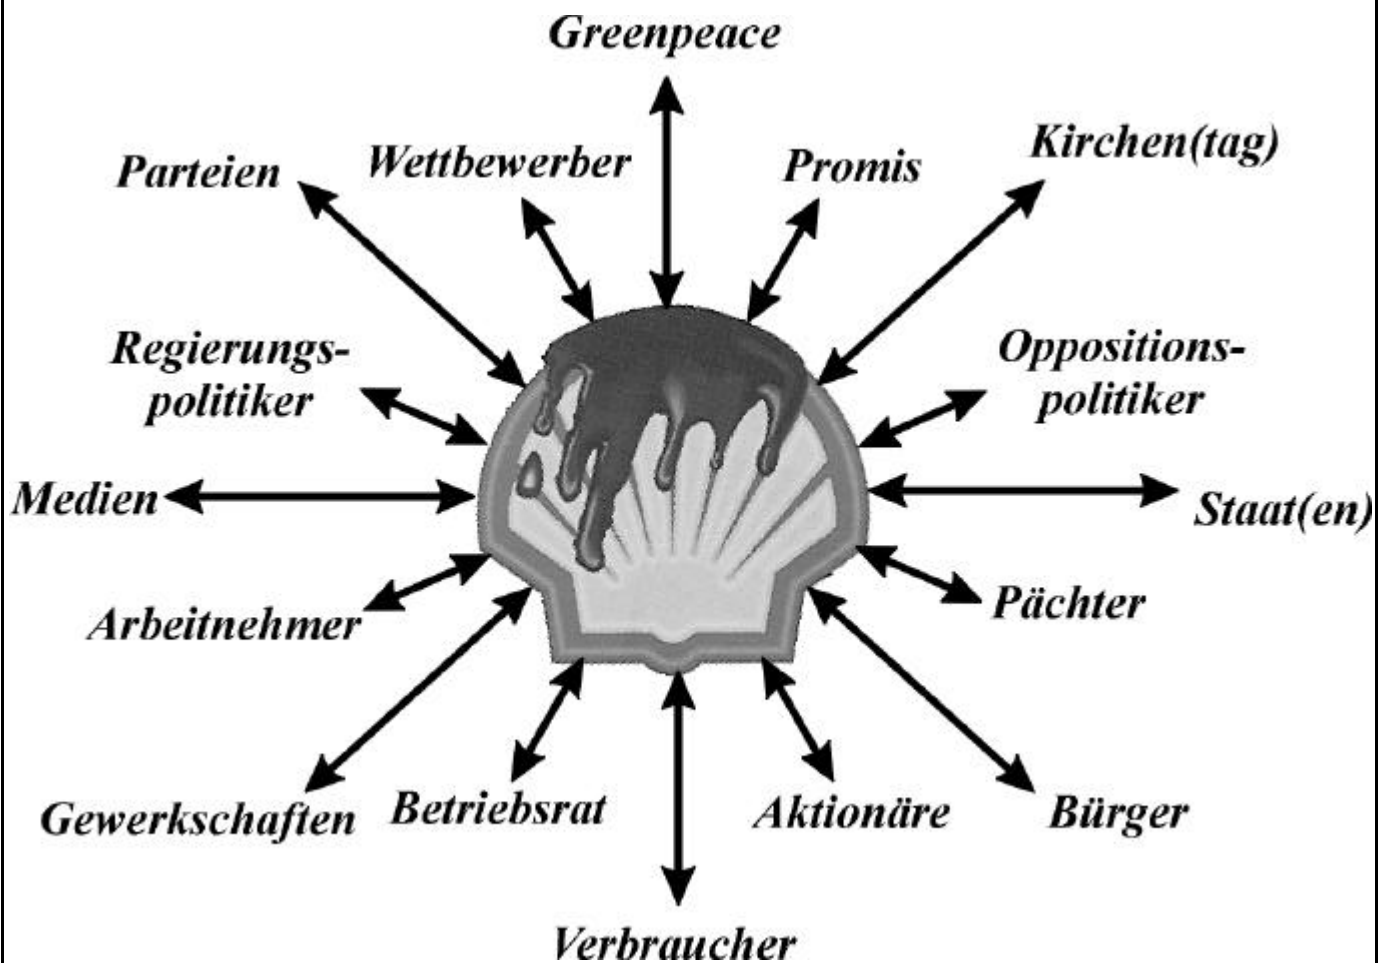 Greenpeace
Kirchen(tag)
Wettbewerber
Promis
Parteien
Regierungs-
politiker
Oppositions-
politiker
Medien
Staat(en)
Arbeitnehmer
Pächter
Gewerkschaften
Betriebsrat
Aktionäre
Bürger
Verbraucher